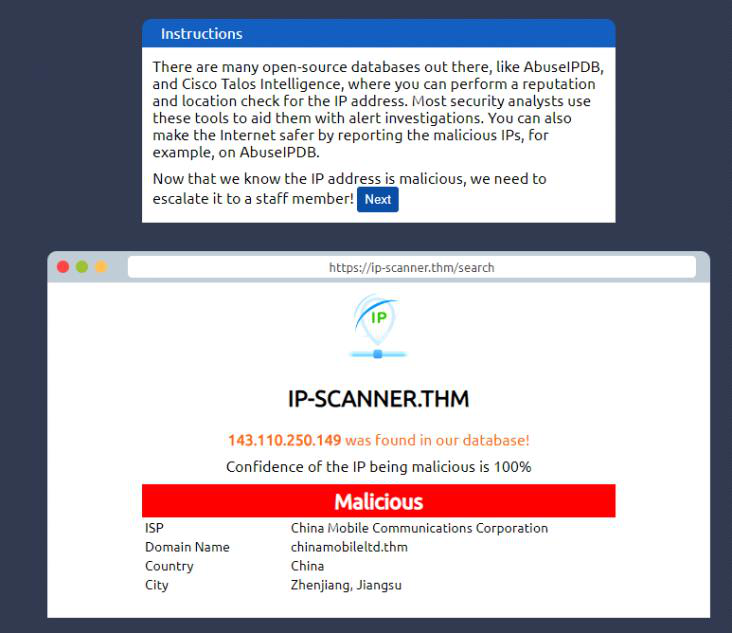 Instructions
There are many open-source databases out there, like AbuseIPDB,
and Cisco Talos Intelligence, where you can perform a reputation
and location check for the IP address. Most security analysts use
these tools to aid them with alert investigations. You can also
make the Internet safer by reporting the malicious IPs, for
example, on AbuseIPDB.
Now that we know the IP address is malicious, we need to
escalate it to a staff member! Next
https://ip-scanner.thm/search
IP
IP-SCANNER.THM
143.110.250.149 was found in our database!
Confidence of the IP being malicious is 100%
Malicious
ISP China Mobile Communications Corporation
Domain Name chinamobileltd.thm
Country China
City Zhenjiang, Jiangsu